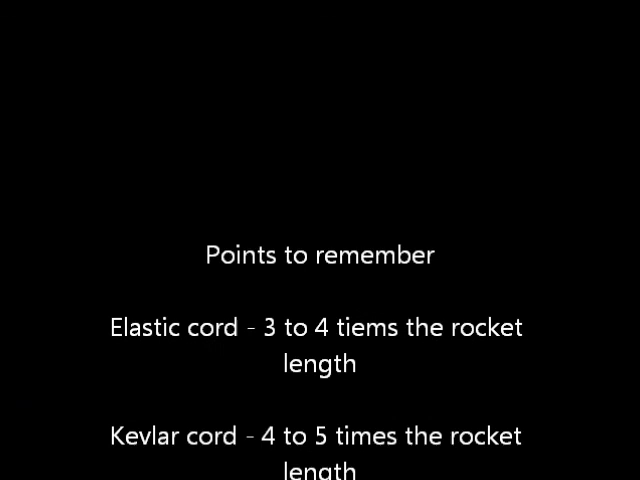 Points to remember
Elastic cord - 3 to 4 tiems the rocket
length
Kevlar cord - 4 to 5 times the rocket
length